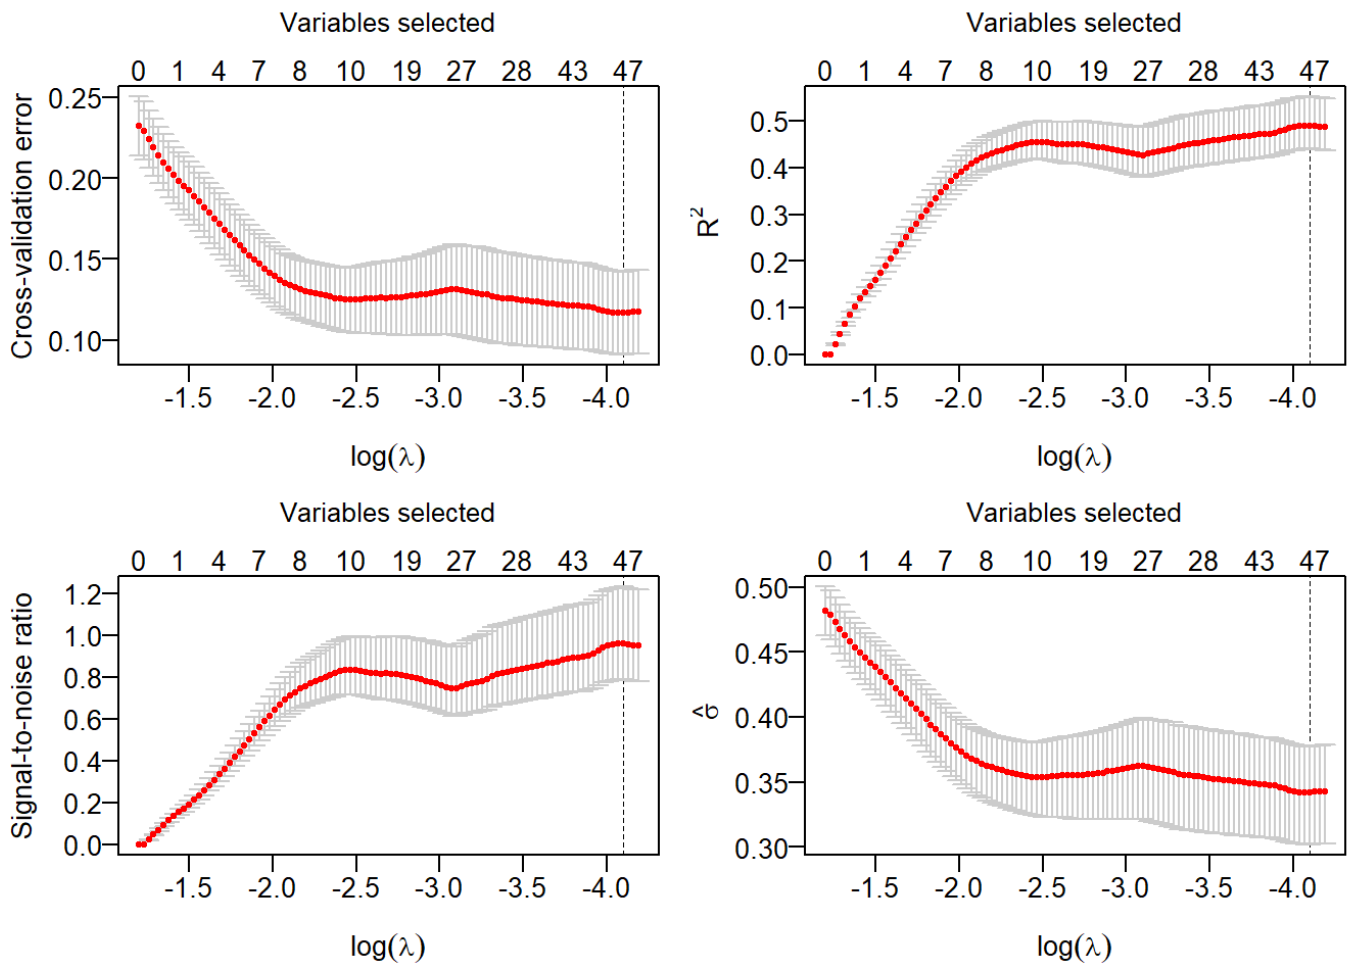 Variables selected
0 1 4 7 8 10 19 27 28 43 47
Cross-validation error
0.25
0.20
0.15
0.10
-1.5 -2.0 -2.5 -3.0 -3.5 -4.0
log(λ)
Variables selected
0 1 4 7 8 10 19 27 28 43 47
R²
0.5
0.4
0.3
0.2
0.1
0.0
-1.5 -2.0 -2.5 -3.0 -3.5 -4.0
log(λ)
Variables selected
0 1 4 7 8 10 19 27 28 43 47
Signal-to-noise ratio
1.2
1.0
0.8
0.6
0.4
0.2
0.0
-1.5 -2.0 -2.5 -3.0 -3.5 -4.0
log(λ)
Variables selected
0 1 4 7 8 10 19 27 28 43 47
σ̂
0.50
0.45
0.40
0.35
0.30
-1.5 -2.0 -2.5 -3.0 -3.5 -4.0
log(λ)